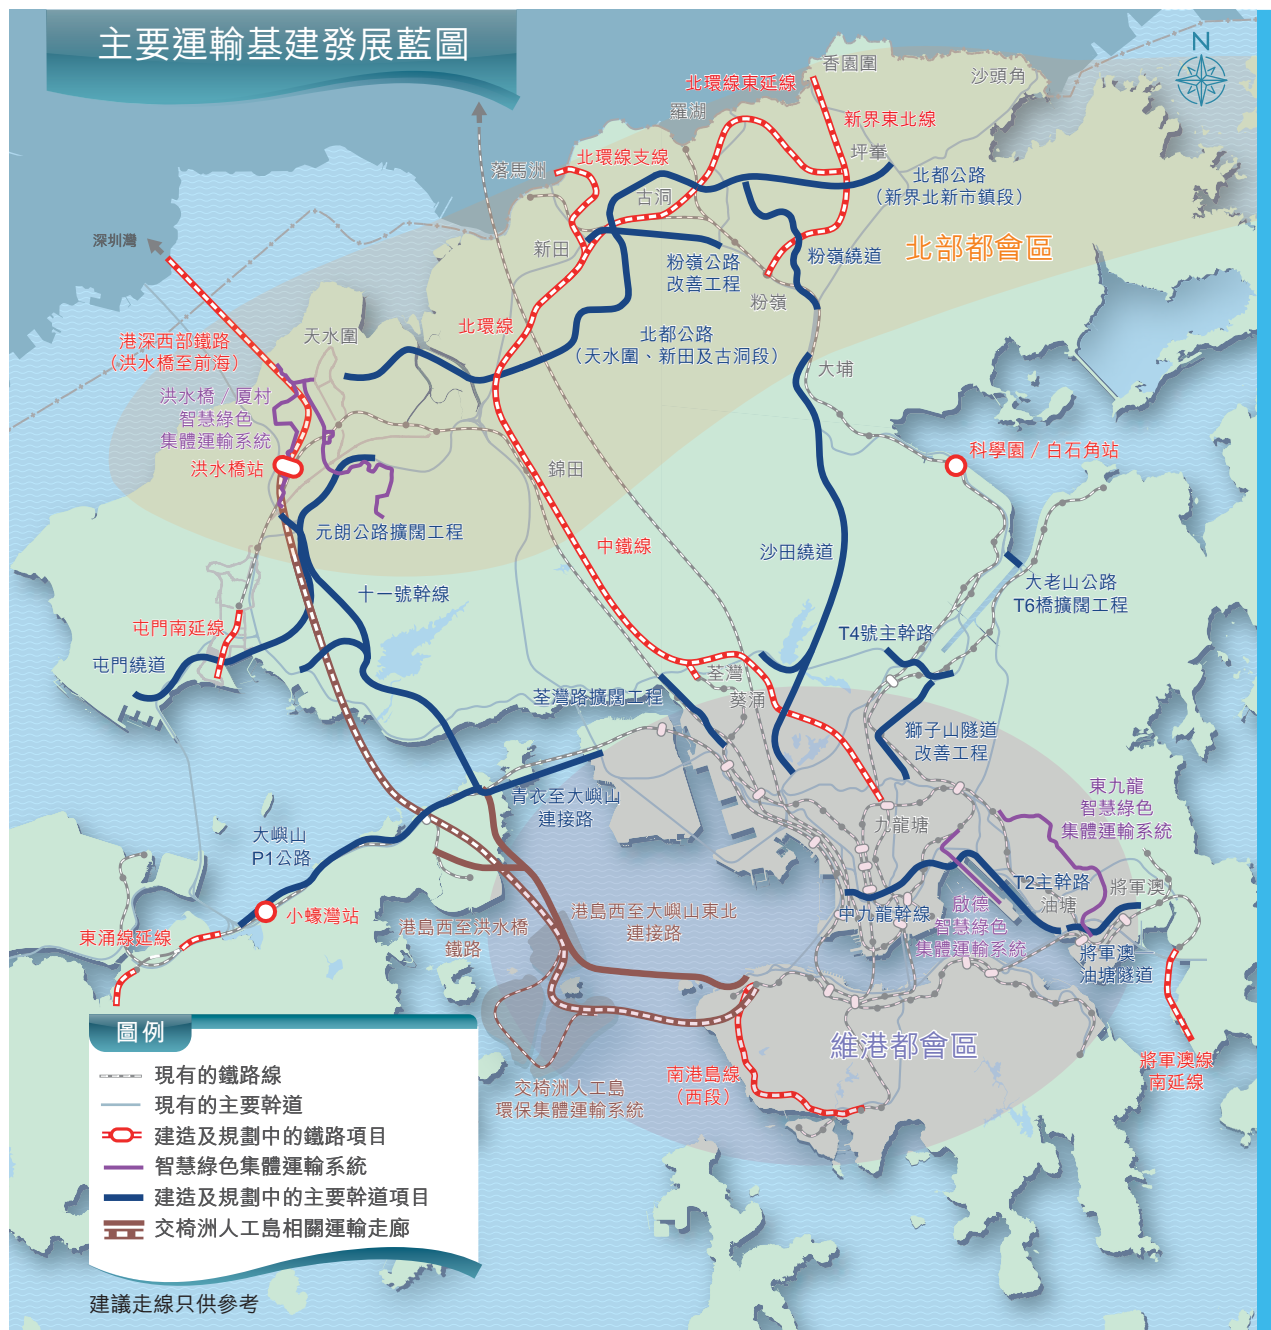 主要運輸基建發展藍圖
N
香園圍
沙頭角
北環線東延線
羅湖
新界東北線
坪輋
北環線支線
落馬洲
古洞
北都公路
（新界北新市鎮段）
深圳灣
新田
粉嶺公路
改善工程
粉嶺繞道
北部都會區
粉嶺
天水圍
北環線
港深西部鐵路
（洪水橋至前海）
北都公路
（天水圍、新田及古洞段）
大埔
洪水橋／厦村
智慧綠色
集體運輸系統
洪水橋站
錦田
科學園／白石角站
元朗公路擴闊工程
中鐵線
沙田繞道
十一號幹線
大老山公路
T6橋擴闊工程
屯門南延線
T4號主幹路
屯門繞道
荃灣
荃灣路擴闊工程
葵涌
獅子山隧道
改善工程
青衣至大嶼山
連接路
東九龍
智慧綠色
集體運輸系統
大嶼山
P1公路
九龍塘
T2主幹路
將軍澳
油塘
小蠔灣站
港島西至洪水橋
鐵路
港島西至大嶼山東北
連接路
中九龍幹線
啟德
智慧綠色
集體運輸系統
東涌線延線
將軍澳—
油塘隧道
維港都會區
南港島線
（西段）
將軍澳線
南延線
交椅洲人工島
環保集體運輸系統
圖例
現有的鐵路線
現有的主要幹道
建造及規劃中的鐵路項目
智慧綠色集體運輸系統
建造及規劃中的主要幹道項目
交椅洲人工島相關運輸走廊
建議走線只供參考